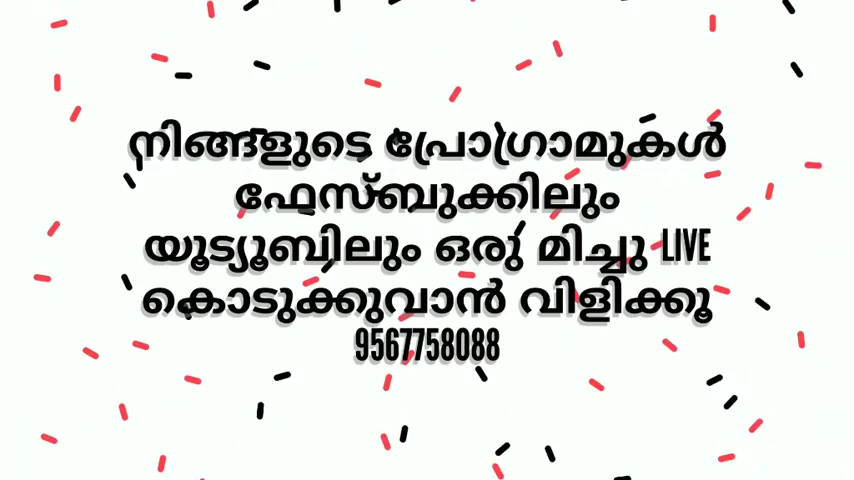 നിങ്ങളുടെ പ്രോഗ്രാമുകൾ
ഫേസ്ബുക്കിലും
യൂട്യൂബിലും ഒരു മിച്ചു LIVE
കൊടുക്കുവാൻ വിളിക്കൂ
9567758088